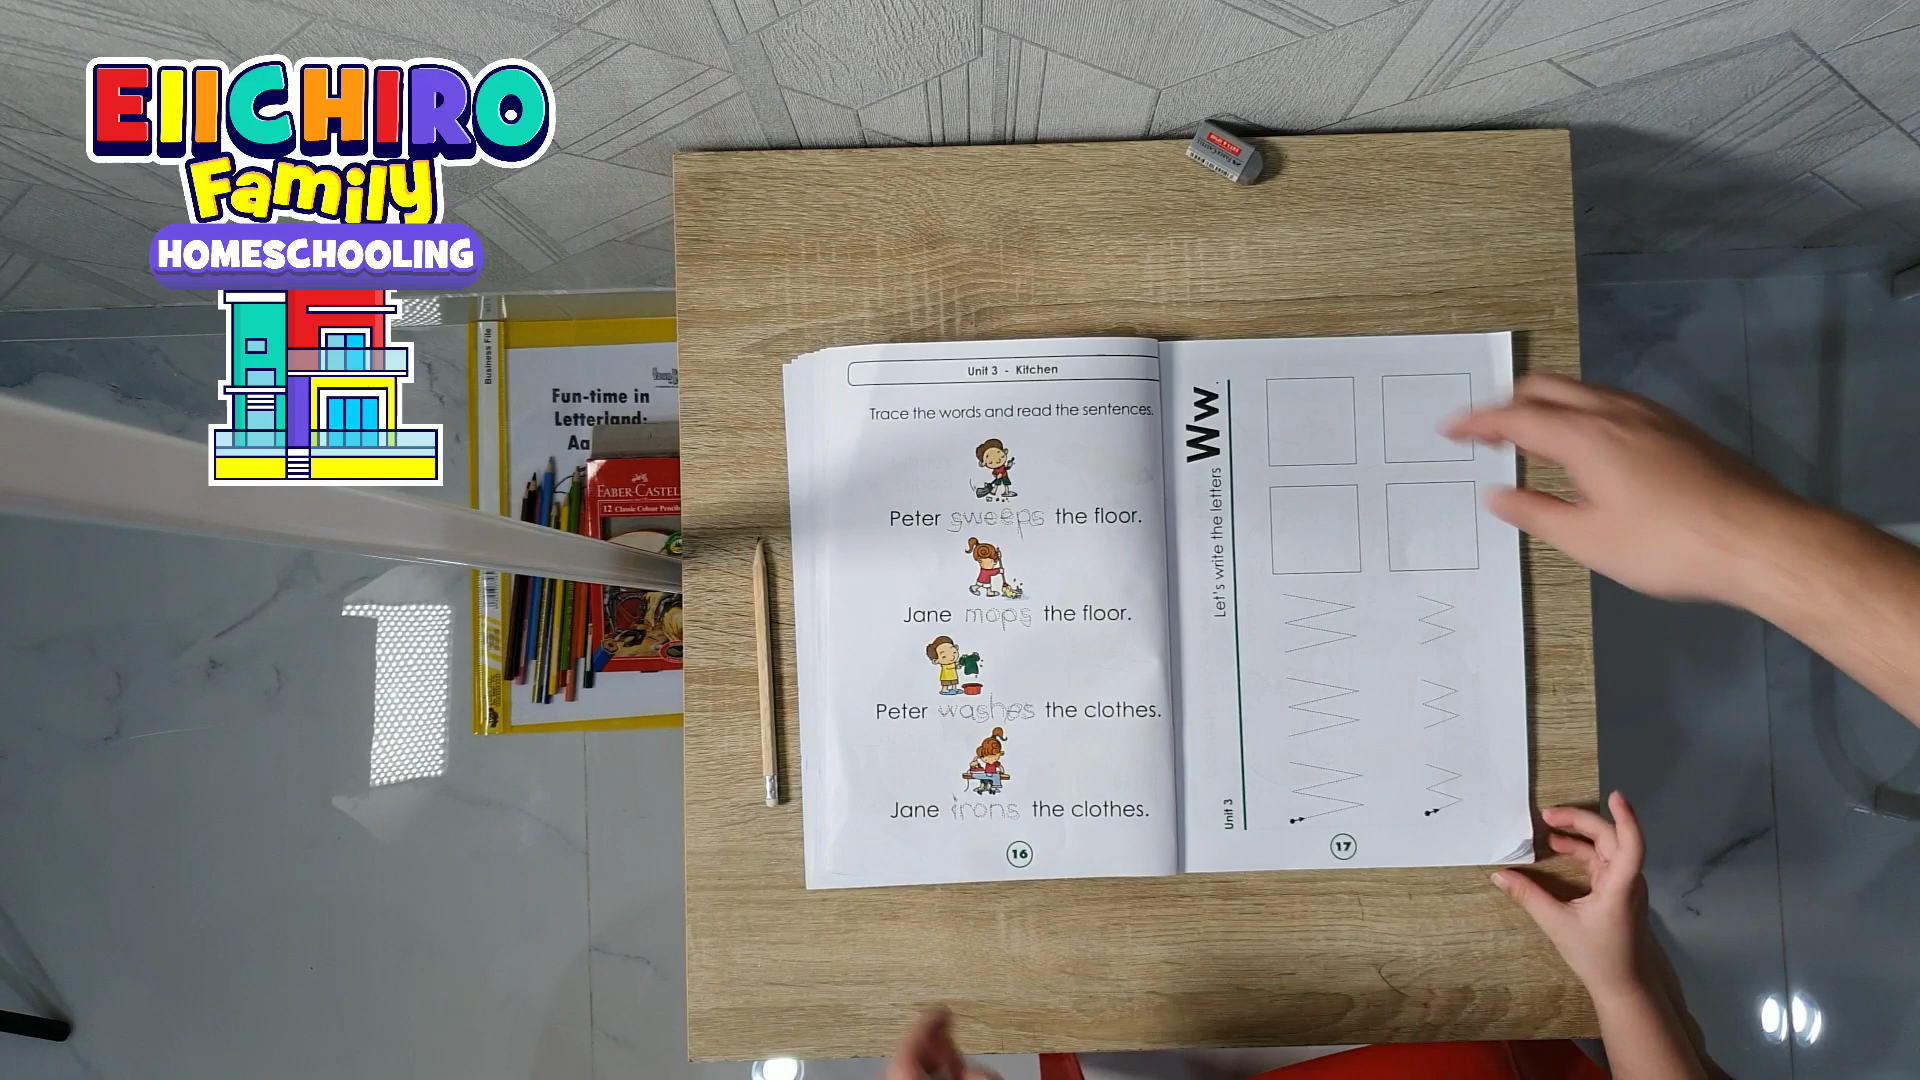 EIICHIRO
Family
HOMESCHOOLING
Business File
Fun-time in
Letterland:
Aa
FABER-CASTEL
12 Classic Colour Pencils
Unit 3 - Kitchen
Trace the words and read the sentences.
Peter sweeps the floor.
Jane mops the floor.
Peter washes the clothes.
Jane irons the clothes.
16
Unit 3
Let's write the letters Ww.
17